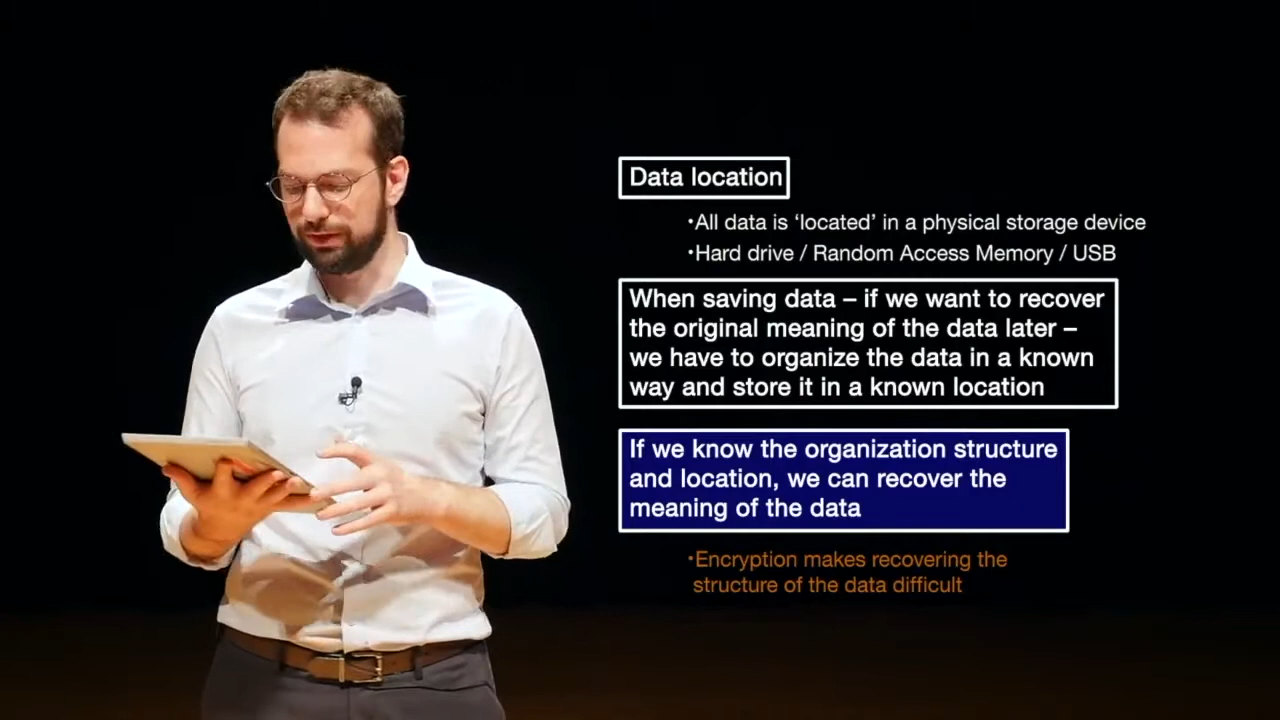 Data location
•All data is ‘located’ in a physical storage device
•Hard drive / Random Access Memory / USB
When saving data – if we want to recover
the original meaning of the data later –
we have to organize the data in a known
way and store it in a known location
If we know the organization structure
and location, we can recover the
meaning of the data
•Encryption makes recovering the
structure of the data difficult